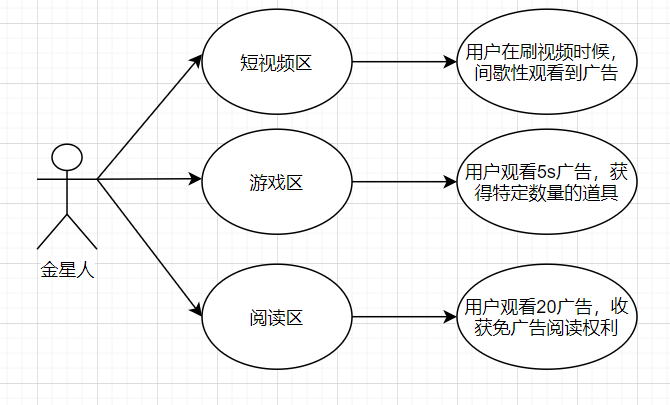 短视频区
用户在刷视频时候，
间歇性观看到广告
游戏区
用户观看5s广告，获
得特定数量的道具
金星人
阅读区
用户观看20广告，收
获免广告阅读权利